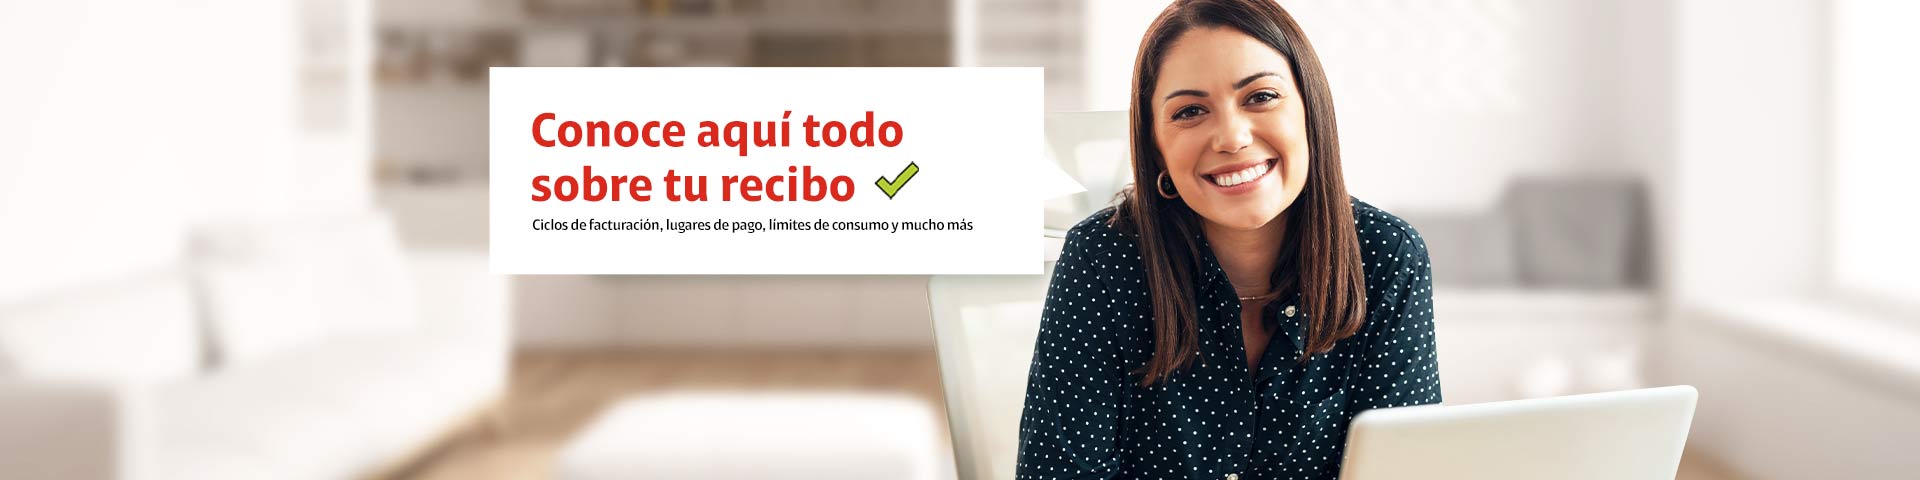 Conoce aquí todo
sobre tu recibo
Ciclos de facturación, lugares de pago, límites de consumo y mucho más